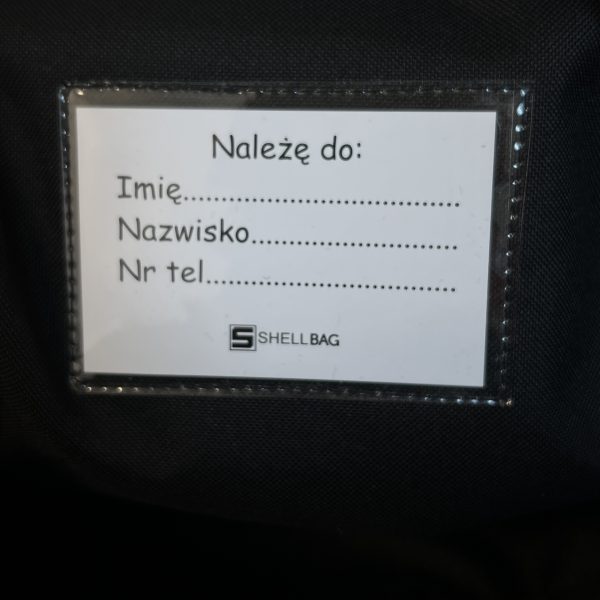 Należę do:
Imię..............................................
Nazwisko...................................
Nr tel..........................................
S SHELLBAG